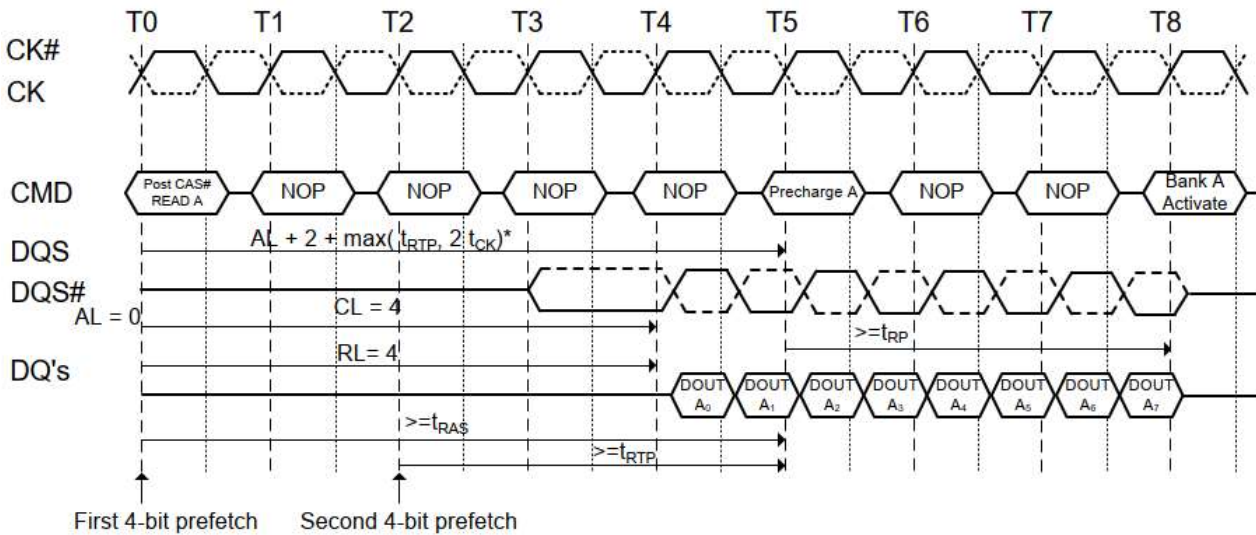 T0 T1 T2 T3 T4 T5 T6 T7 T8
CK#
CK
CMD Post CAS# READ A NOP NOP NOP NOP Precharge A NOP NOP Bank A Activate
DQS AL + 2 + max( tRTP, 2 tCK)*
DQS#
AL = 0 CL = 4
>=tRP
RL= 4
DQ's
DOUT A0 DOUT A1 DOUT A2 DOUT A3 DOUT A4 DOUT A5 DOUT A6 DOUT A7
>=tRAS
>=tRTP
First 4-bit prefetch Second 4-bit prefetch